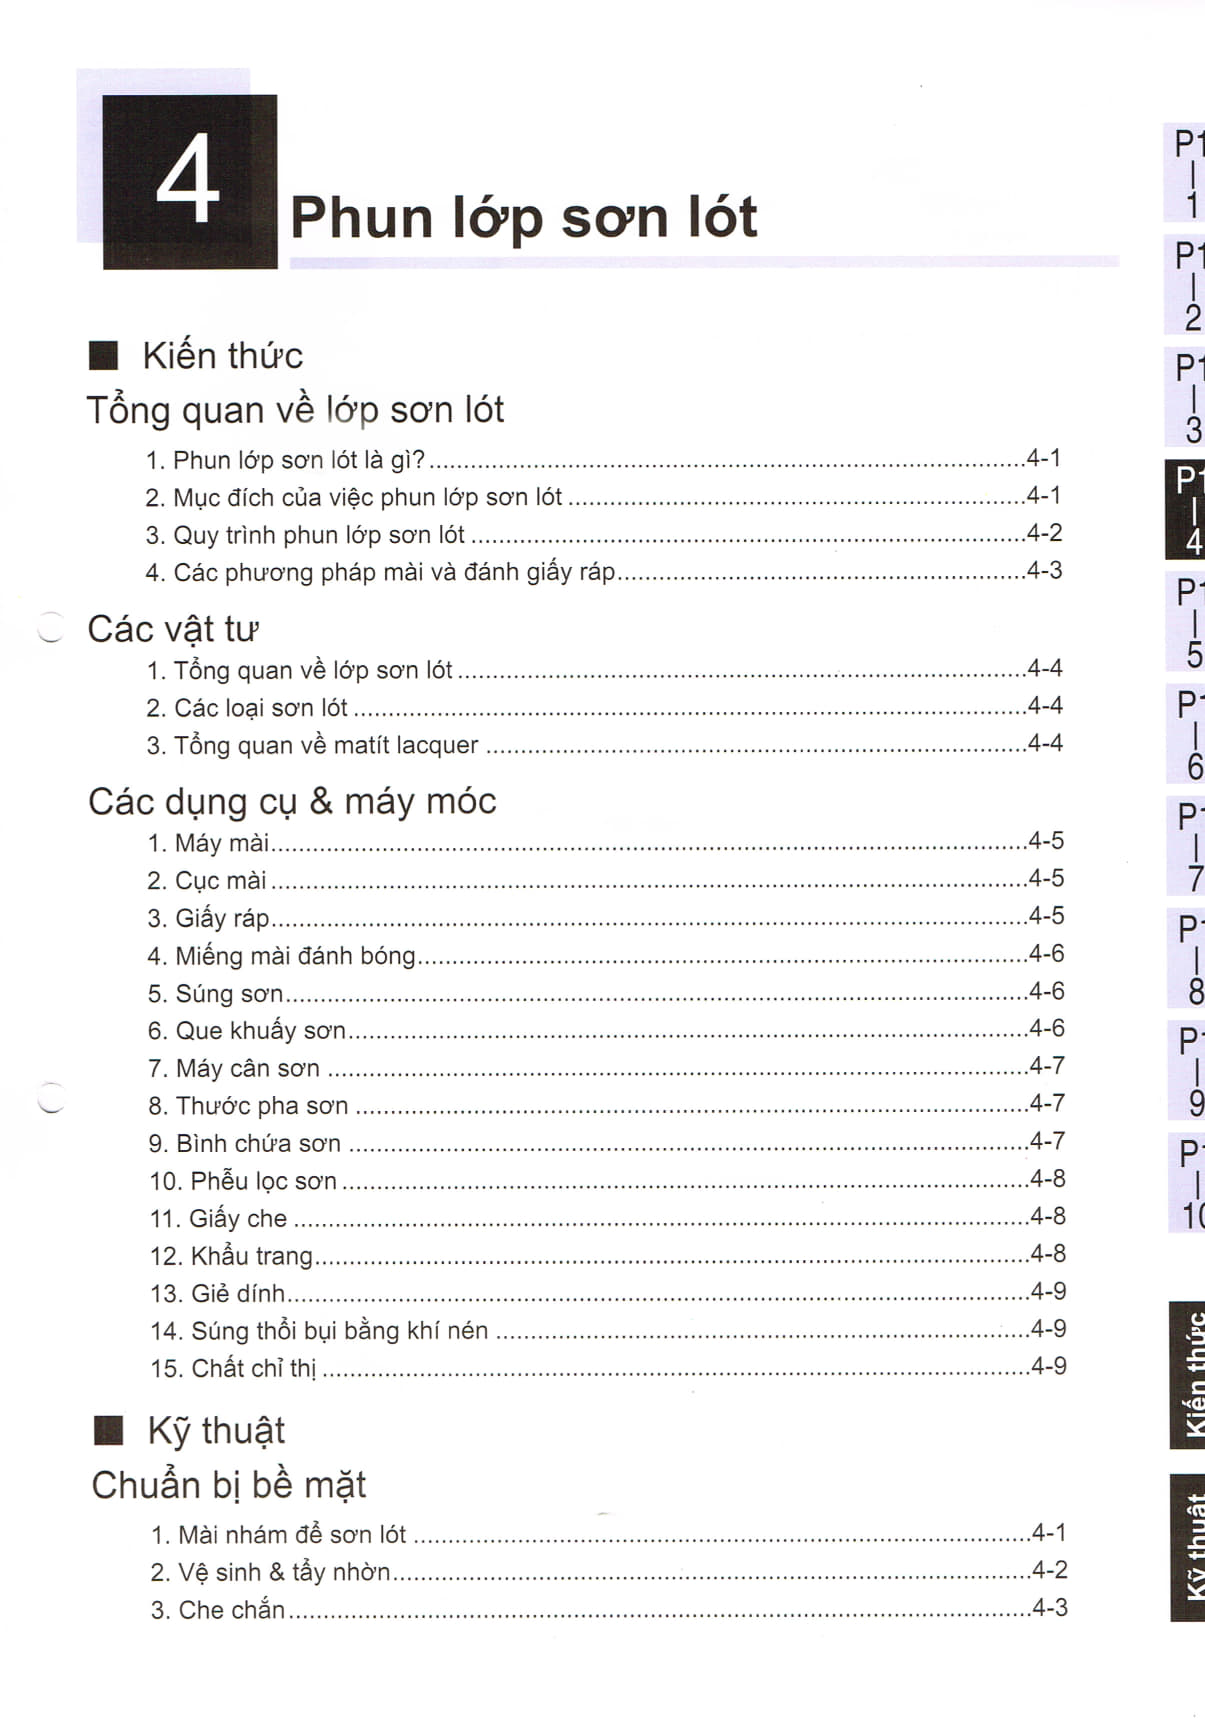 4
Phun lớp sơn lót
■ Kiến thức
Tổng quan về lớp sơn lót
1. Phun lớp sơn lót là gì?....................4-1
2. Mục đích của việc phun lớp sơn lót....................4-1
3. Quy trình phun lớp sơn lót....................4-2
4. Các phương pháp mài và đánh giấy ráp....................4-3
Các vật tư
1. Tổng quan về lớp sơn lót....................4-4
2. Các loại sơn lót....................4-4
3. Tổng quan về matít lacquer....................4-4
Các dụng cụ & máy móc
1. Máy mài....................4-5
2. Cục mài....................4-5
3. Giấy ráp....................4-5
4. Miếng mài đánh bóng....................4-6
5. Súng sơn....................4-6
6. Que khuấy sơn....................4-6
7. Máy cân sơn....................4-7
8. Thước pha sơn....................4-7
9. Bình chứa sơn....................4-7
10. Phễu lọc sơn....................4-8
11. Giấy che....................4-8
12. Khẩu trang....................4-8
13. Giẻ dính....................4-9
14. Súng thổi bụi bằng khí nén....................4-9
15. Chất chỉ thị....................4-9
■ Kỹ thuật
Chuẩn bị bề mặt
1. Mài nhám để sơn lót....................4-1
2. Vệ sinh & tẩy nhờn....................4-2
3. Che chắn....................4-3
P1
|
1
P1
|
2
P1
|
3
P1
|
4
P1
|
5
P1
|
6
P1
|
7
P1
|
8
P1
|
9
P1
|
10
Kiến thức
Kỹ thuật